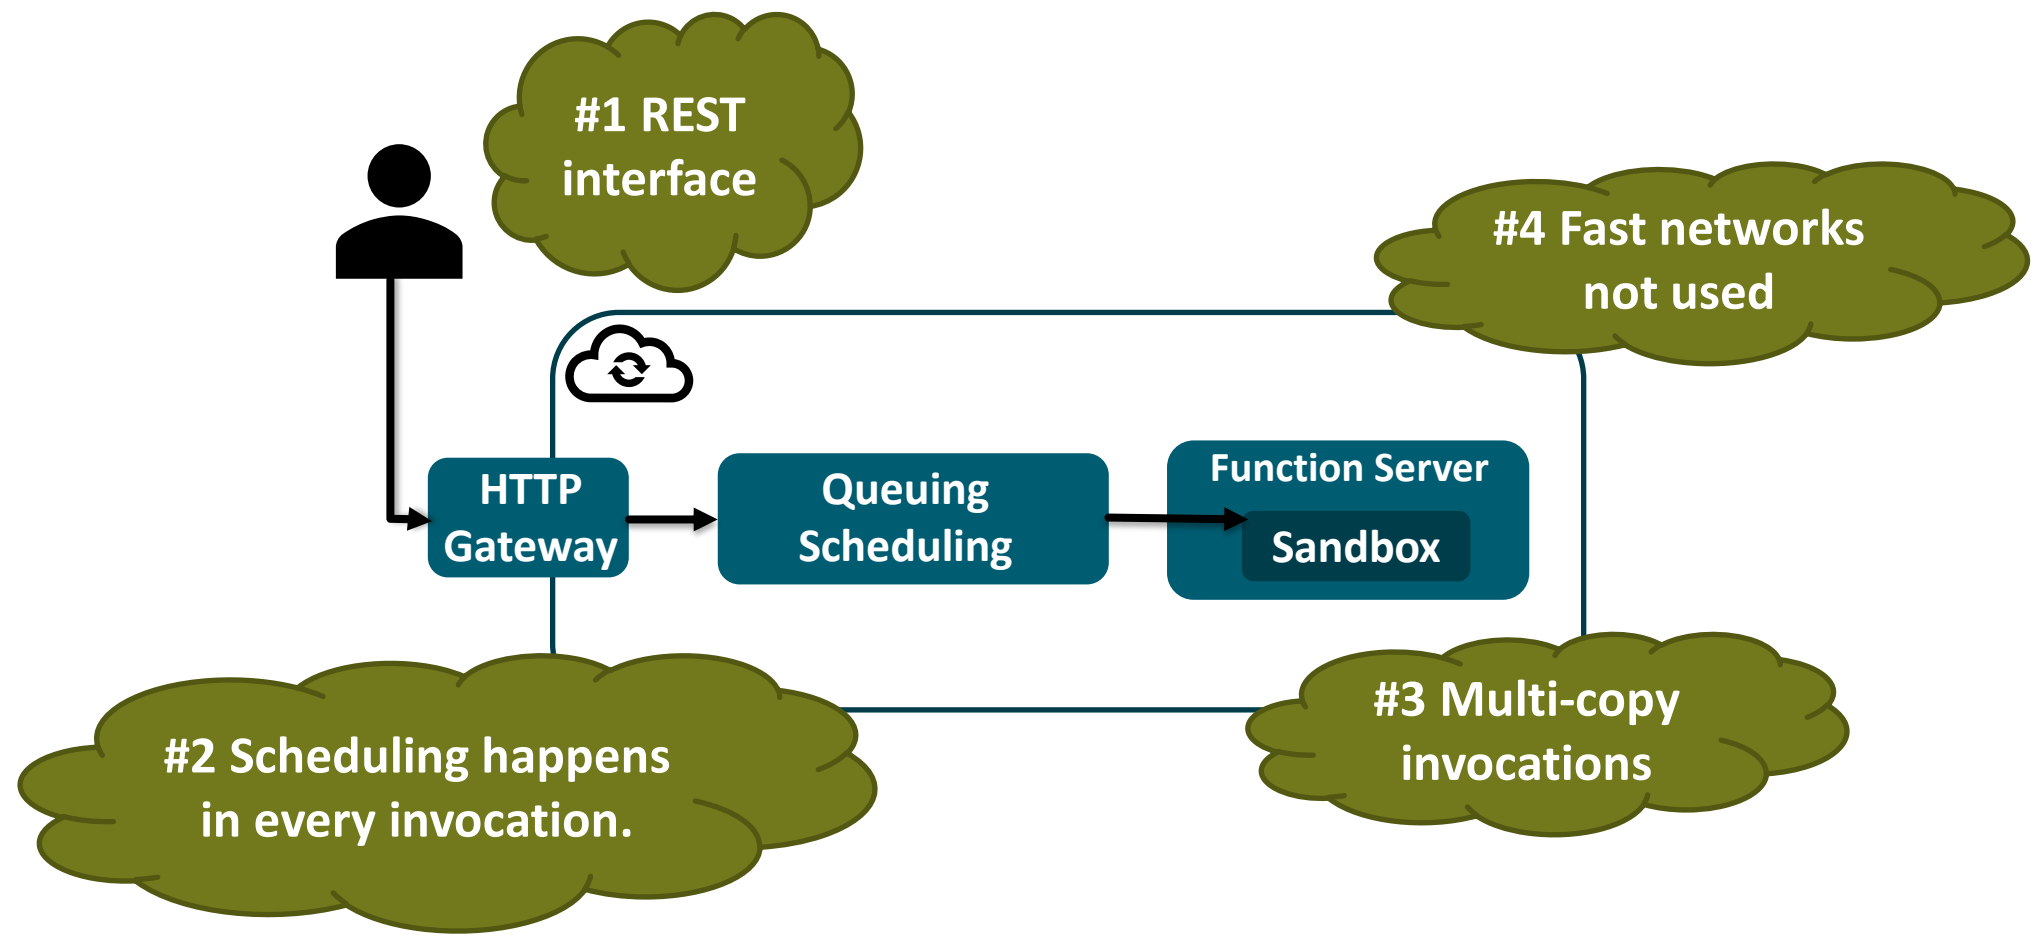 #1 REST
interface
#4 Fast networks
not used
HTTP
Gateway
Queuing
Scheduling
Function Server
Sandbox
#2 Scheduling happens
in every invocation.
#3 Multi-copy
invocations